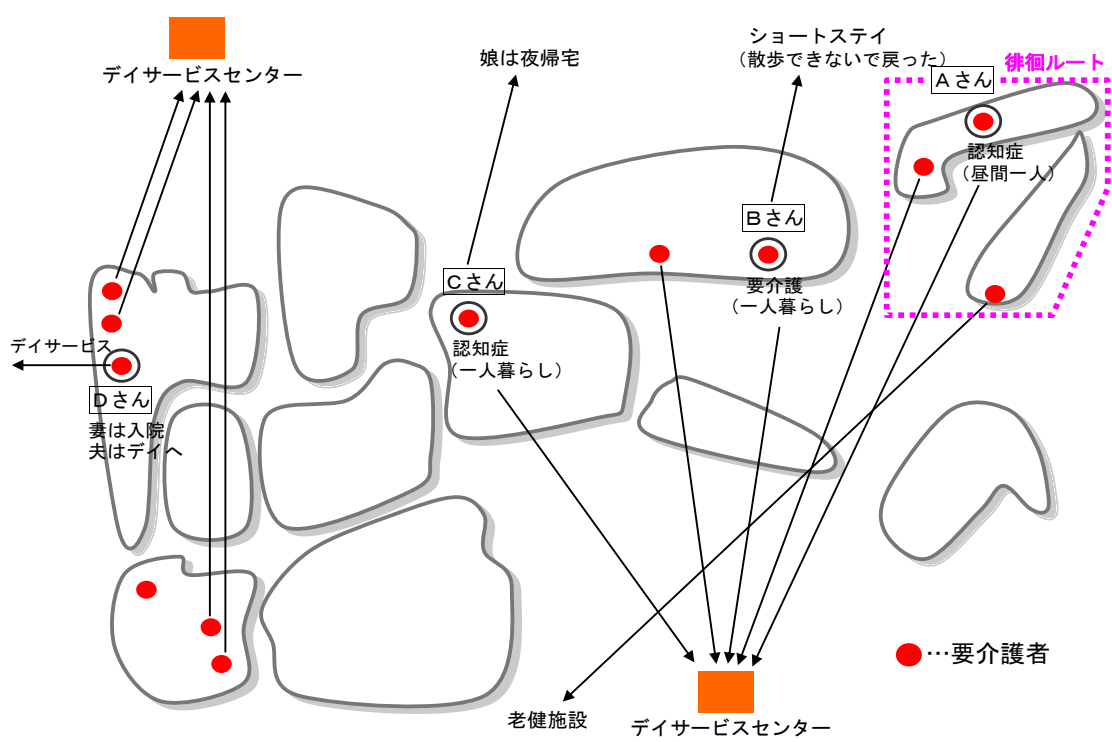 デイサービスセンター
娘は夜帰宅
ショートステイ
（散歩できないで戻った）
徘徊ルート
Ａさん
認知症
（昼間一人）
Ｂさん
要介護
（一人暮らし）
Ｃさん
認知症
（一人暮らし）
デイサービス
Ｄさん
妻は入院
夫はデイへ
…要介護者
老健施設
デイサービスセンター